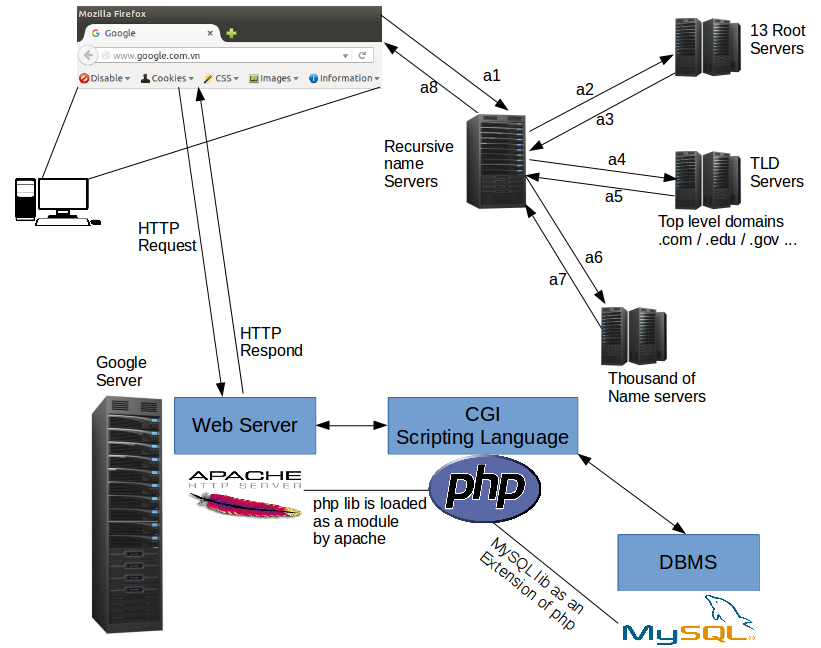 Mozilla Firefox
Google
www.google.com.vn
Disable Cookies CSS Images Information
a1
a8
a2
a3
13 Root
Servers
Recursive
name
Servers
a4
a5
TLD
Servers
Top level domains
.com / .edu / .gov ...
a6
a7
Thousand of
Name servers
HTTP
Request
HTTP
Respond
Google
Server
Web Server
CGI
Scripting Language
APACHE
HTTP SERVER
php lib is loaded
as a module
by apache
php
MySQL lib as an
Extension of php
DBMS
MySQL